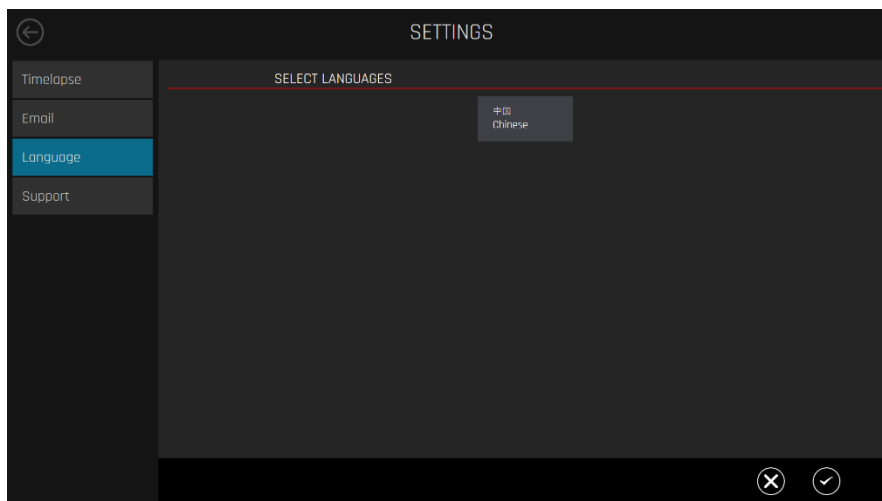 SETTINGS
Timelapse
Email
Language
Support
SELECT LANGUAGES
中国
Chinese